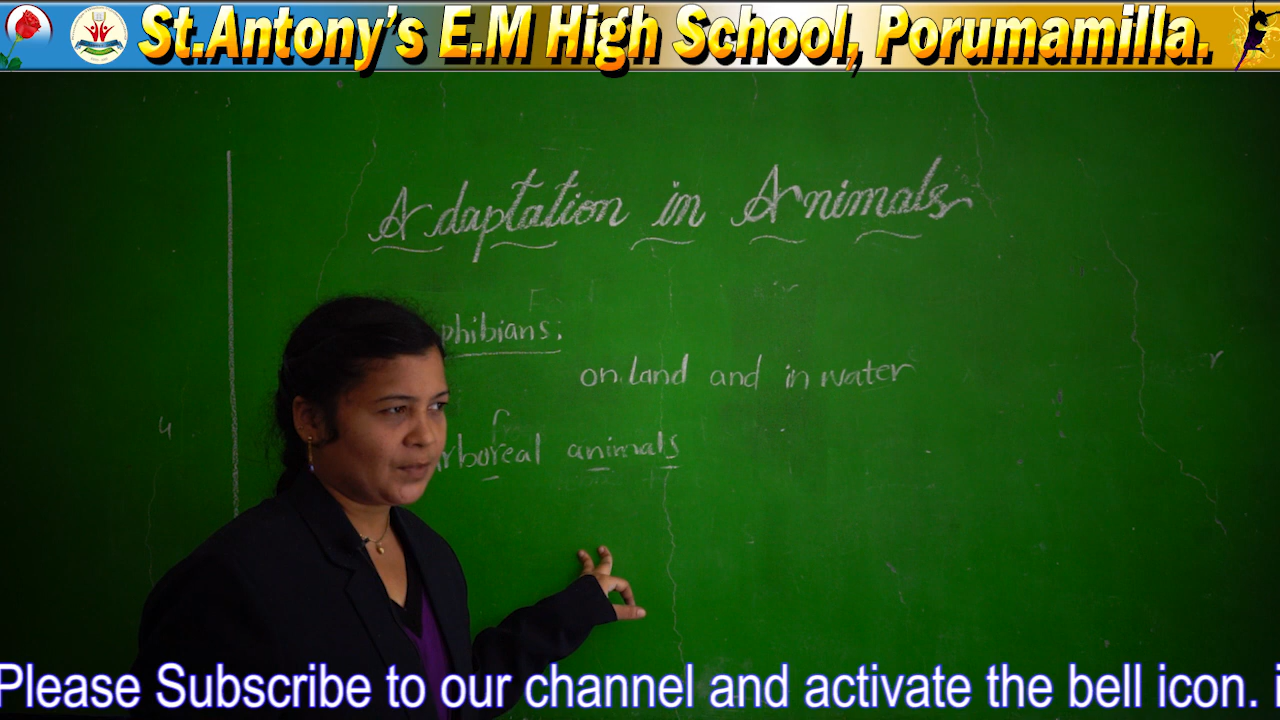 St.Antony's E.M High School, Porumamilla.
Adaptation in Animals
phibians:
on land and in water
rboreal animals
Please Subscribe to our channel and activate the bell icon. i